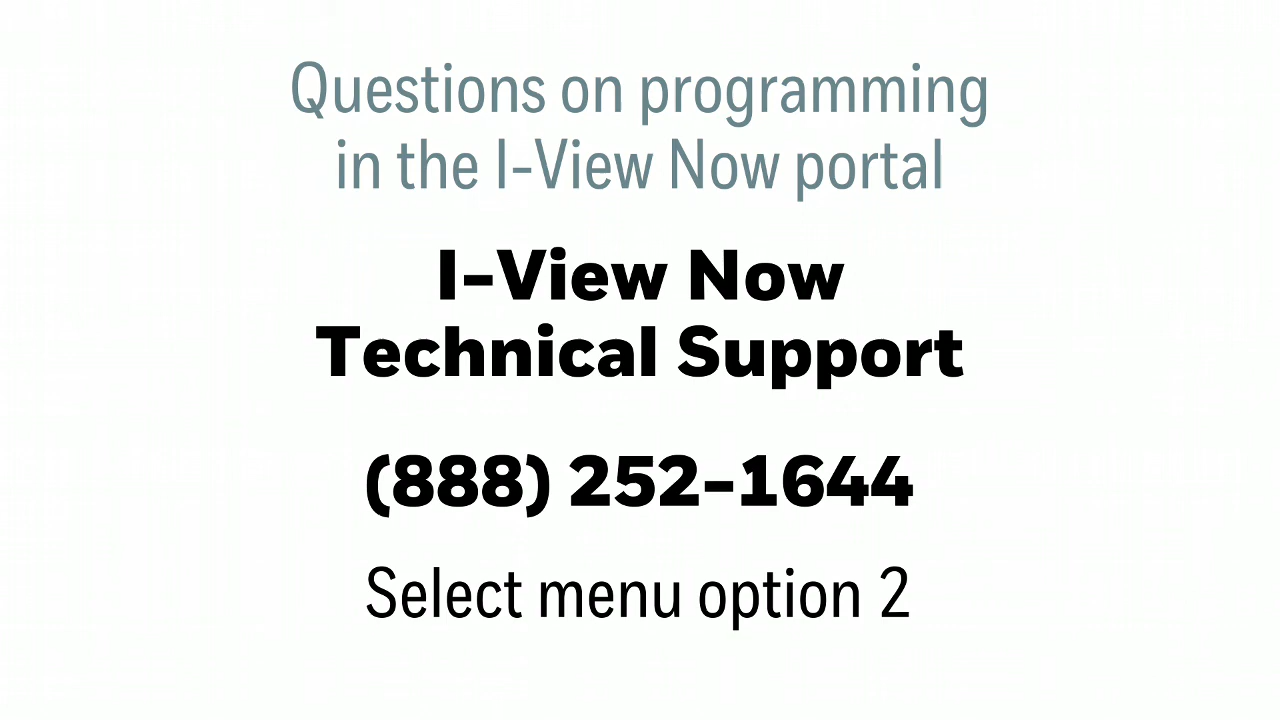 Questions on programming
in the I-View Now portal
I-View Now
Technical Support
(888) 252-1644
Select menu option 2